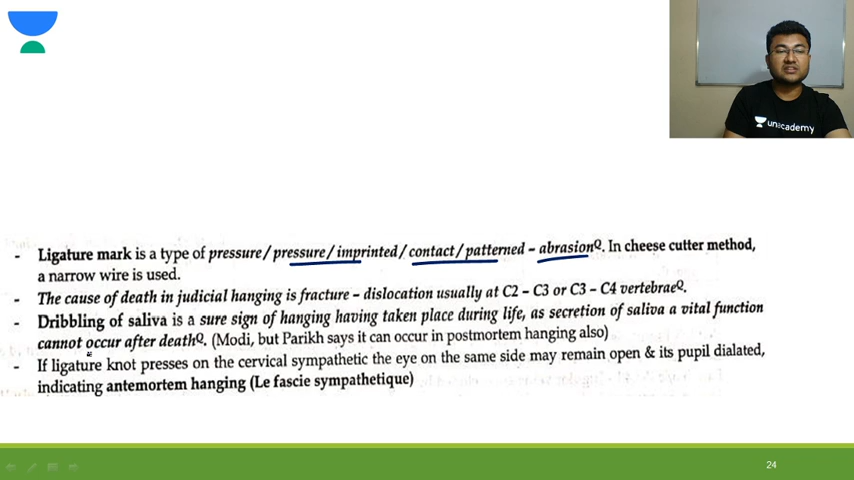 unacademy
- Ligature mark is a type of pressure/pressure/imprinted/contact/patterned – abrasionQ. In cheese cutter method,
a narrow wire is used.
- The cause of death in judicial hanging is fracture – dislocation usually at C2 – C3 or C3 – C4 vertebraeQ.
- Dribbling of saliva is a sure sign of hanging having taken place during life, as secretion of saliva a vital function
cannot occur after deathQ. (Modi, but Parikh says it can occur in postmortem hanging also)
- If ligature knot presses on the cervical sympathetic the eye on the same side may remain open & its pupil dialated,
indicating antemortem hanging (Le fascie sympathetique)
24